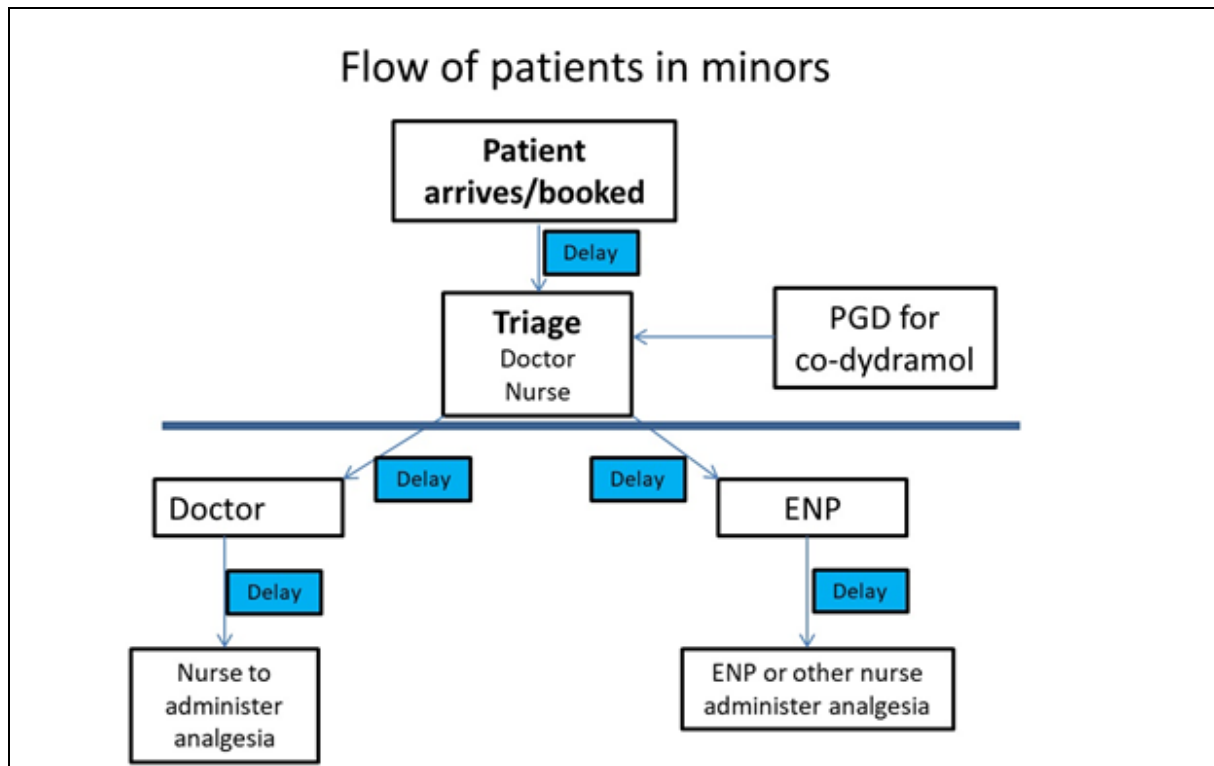 Flow of patients in minors
Patient
arrives/booked
Delay
Triage
Doctor
Nurse
PGD for
co-dydramol
Delay
Delay
Doctor
ENP
Delay
Delay
Nurse to
administer
analgesia
ENP or other nurse
administer analgesia